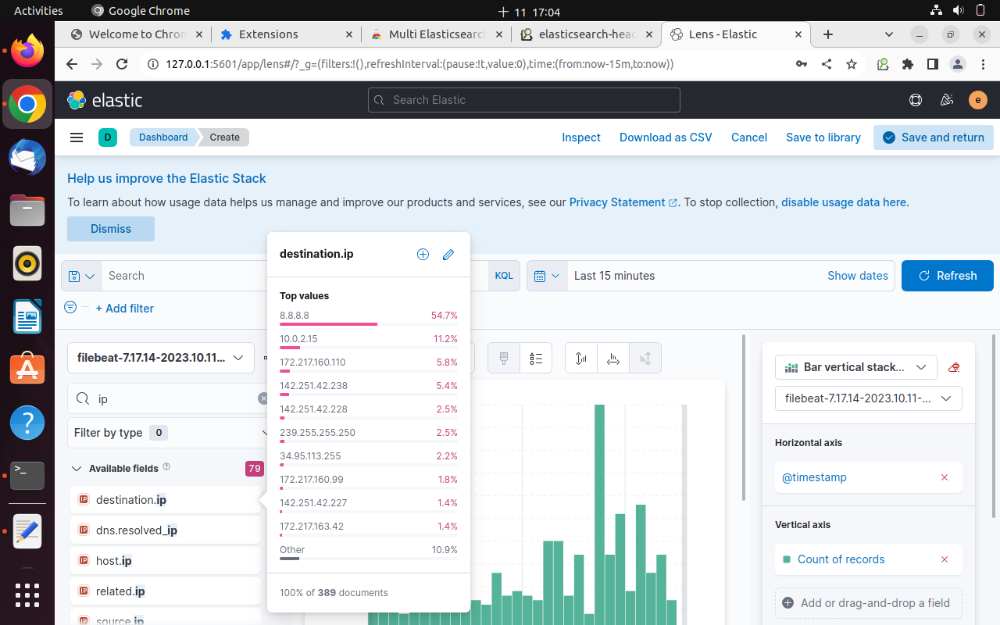 Activities
Google Chrome
11 17:04
Welcome to Chron
Extensions
Multi Elasticsearch
elasticsearch-head
Lens - Elastic
127.0.0.1:5601/app/lens#/?_g=(filters:!(),refreshInterval:(pause:!t,value:0),time:(from:now-15m,to:now))
elastic
Search Elastic
e
D
Dashboard
Create
Inspect
Download as CSV
Cancel
Save to library
Save and return
Help us improve the Elastic Stack
To learn about how usage data helps us manage and improve our products and services, see our Privacy Statement. To stop collection, disable usage data here.
Dismiss
Search
KQL
Last 15 minutes
Show dates
Refresh
+ Add filter
destination.ip
Top values
8.8.8.8 54.7%
10.0.2.15 11.2%
172.217.160.110 5.8%
142.251.42.238 5.4%
142.251.42.228 2.5%
239.255.255.250 2.5%
34.95.113.255 2.2%
172.217.160.99 1.8%
142.251.42.227 1.4%
172.217.163.42 1.4%
Other 10.9%
100% of 389 documents
filebeat-7.17.14-2023.10.11...
ip
Filter by type 0
Available fields 79
IP destination.ip
IP dns.resolved_ip
IP host.ip
IP related.ip
IP source.ip
Bar vertical stack...
filebeat-7.17.14-2023.10.11-...
Horizontal axis
@timestamp
Vertical axis
Count of records
Add or drag-and-drop a field